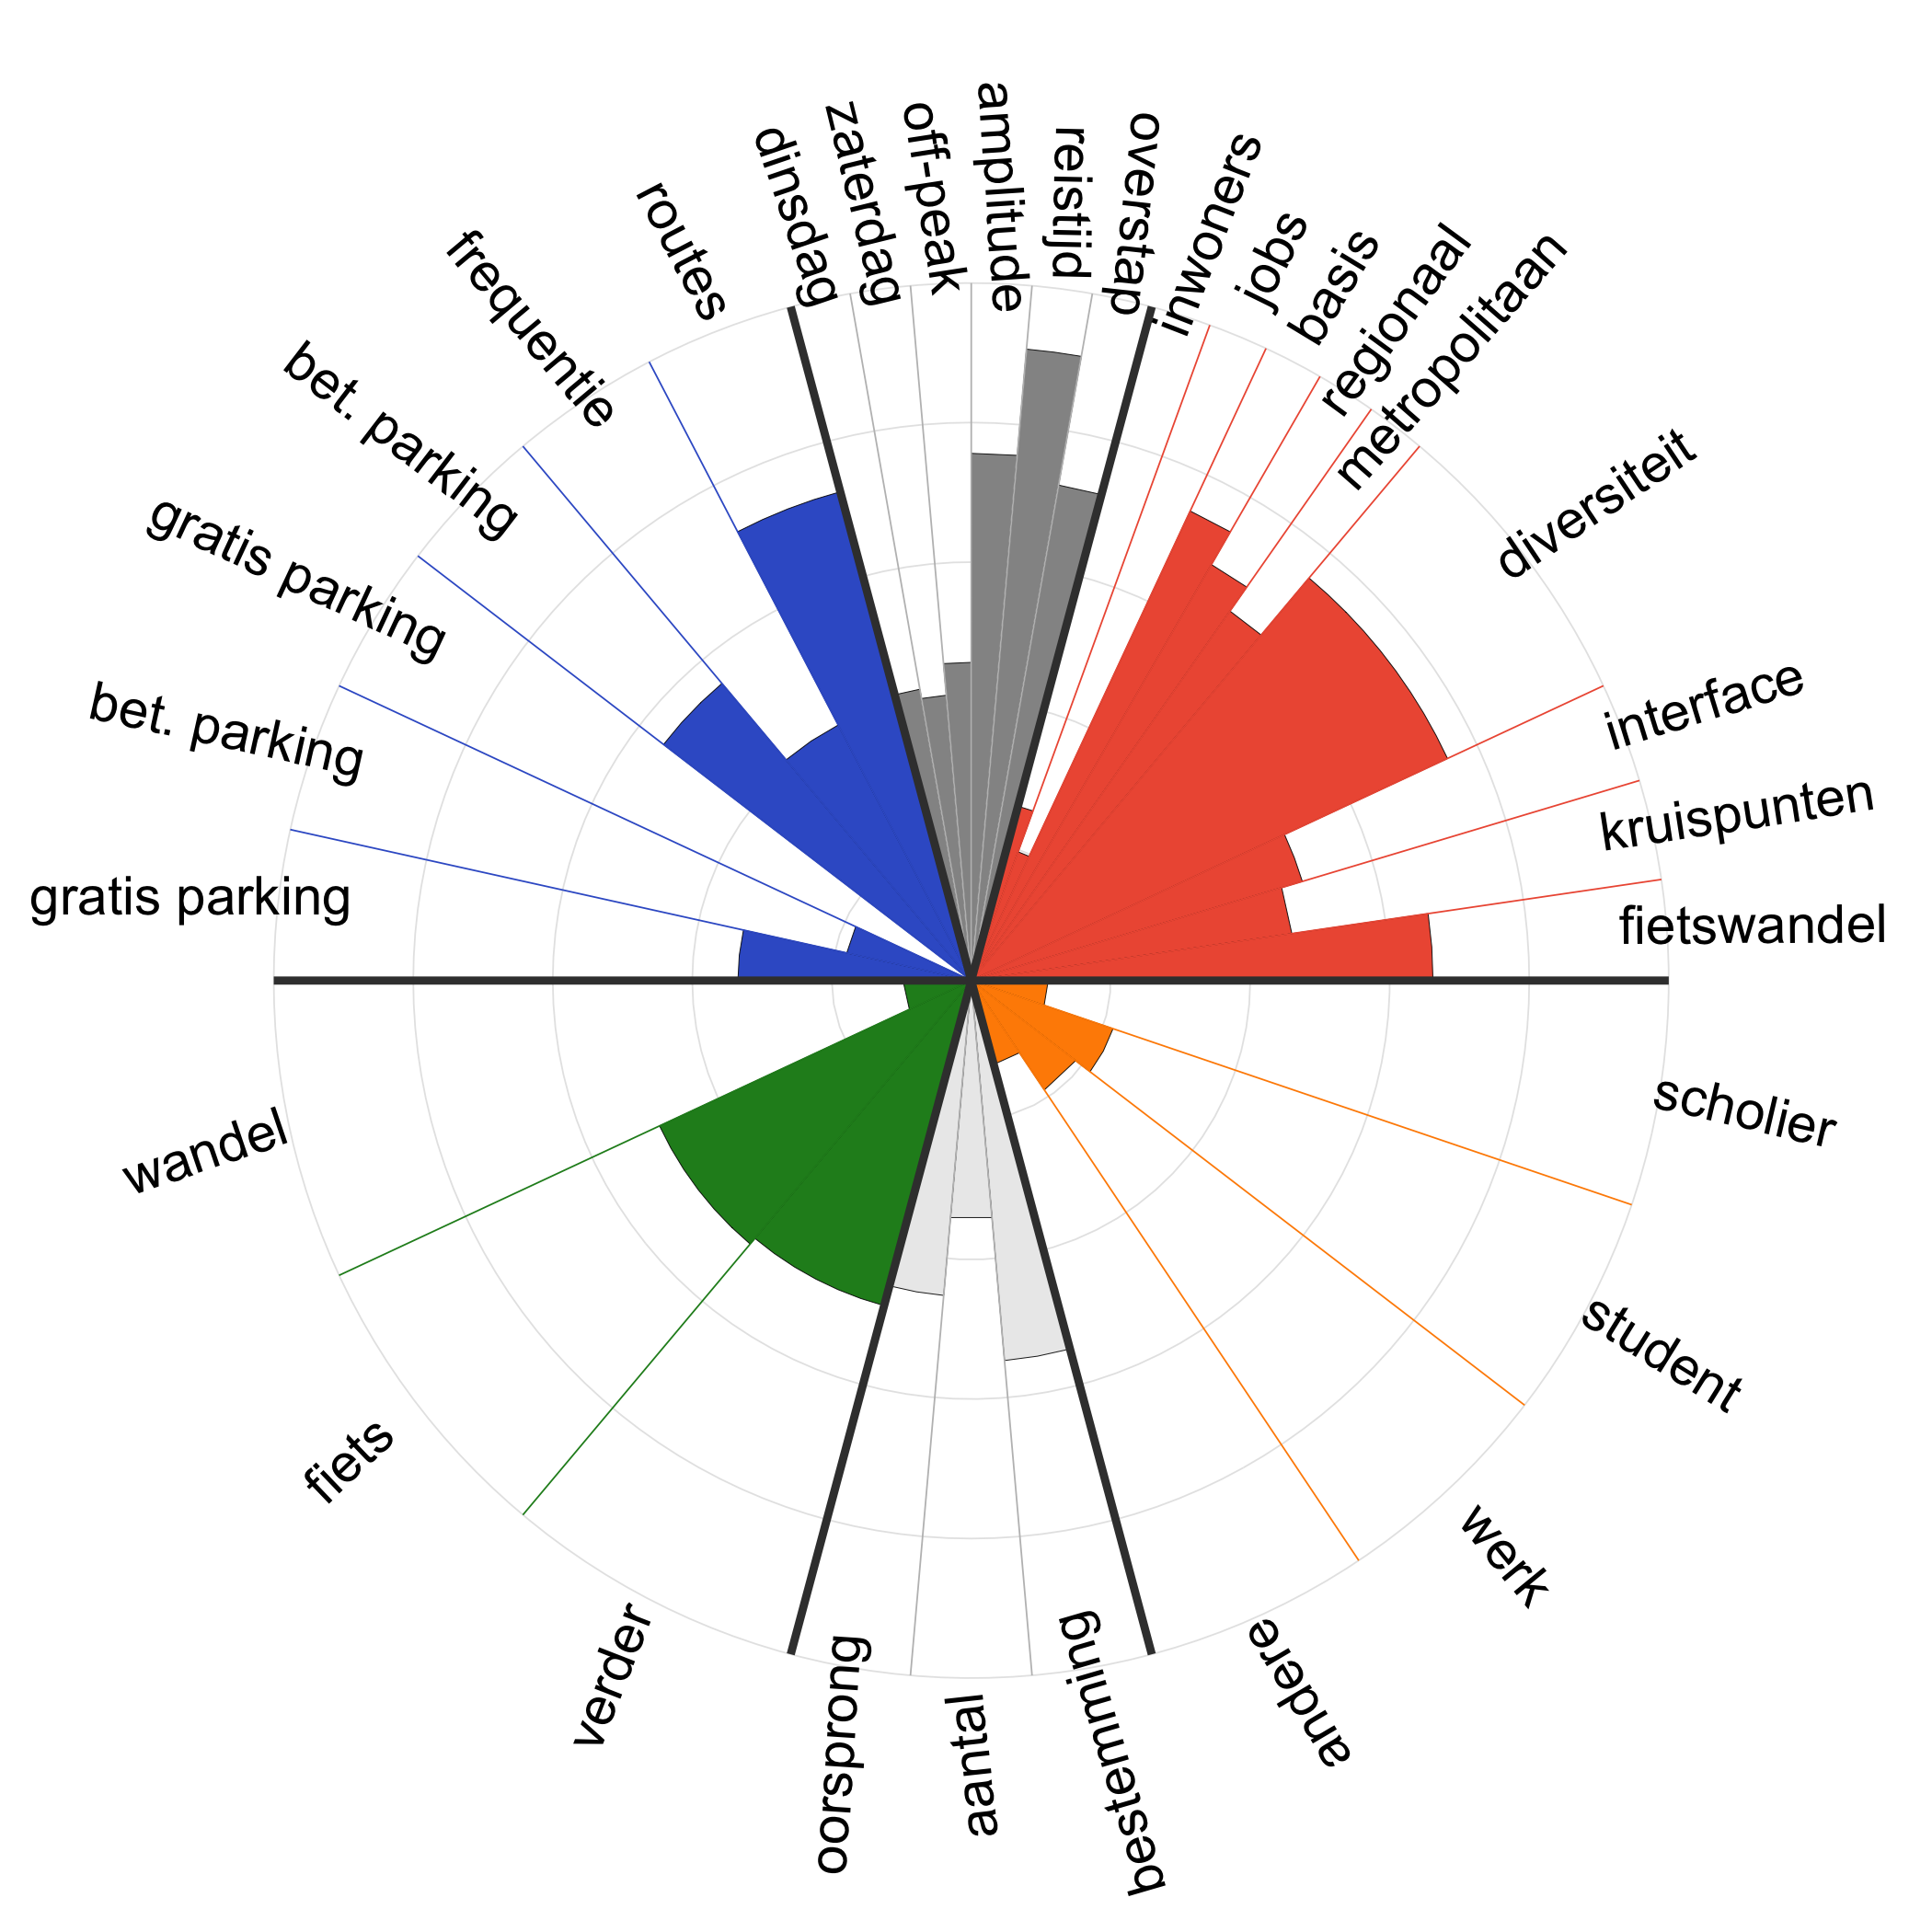 dinsdag
zaterdag
off-peak
amplitude
reistijd
overstap
inwoners
jobs
basis
regionaal
metropolitaan
diversiteit
interface
kruispunten
fietswandel
scholier
student
werk
andere
bestemming
aantal
oorsprong
verder
fiets
wandel
gratis parking
bet. parking
gratis parking
bet. parking
frequentie
routes